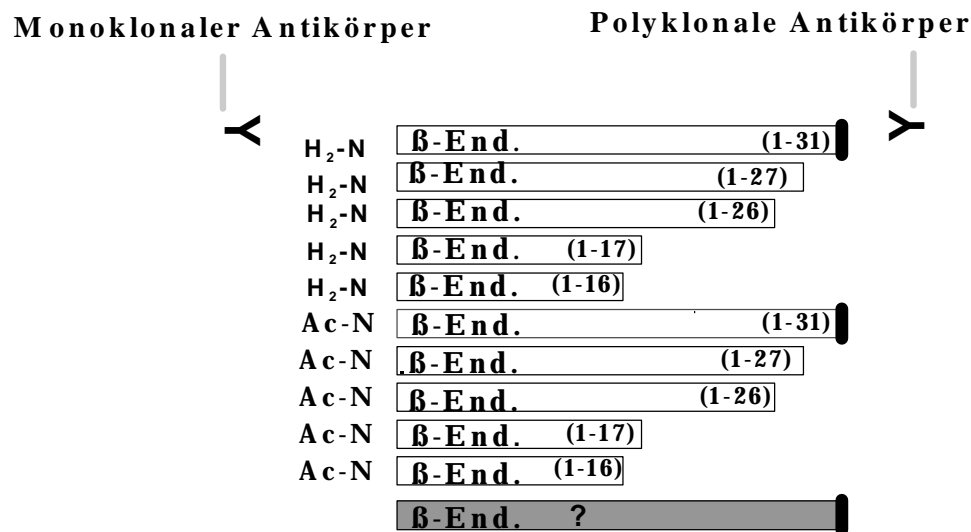 Monoklonaler Antikörper Polyklonale Antikörper
H₂-N ß-End. (1-31)
H₂-N ß-End. (1-27)
H₂-N ß-End. (1-26)
H₂-N ß-End. (1-17)
H₂-N ß-End. (1-16)
Ac-N ß-End. (1-31)
Ac-N ß-End. (1-27)
Ac-N ß-End. (1-26)
Ac-N ß-End. (1-17)
Ac-N ß-End. (1-16)
ß-End. ?